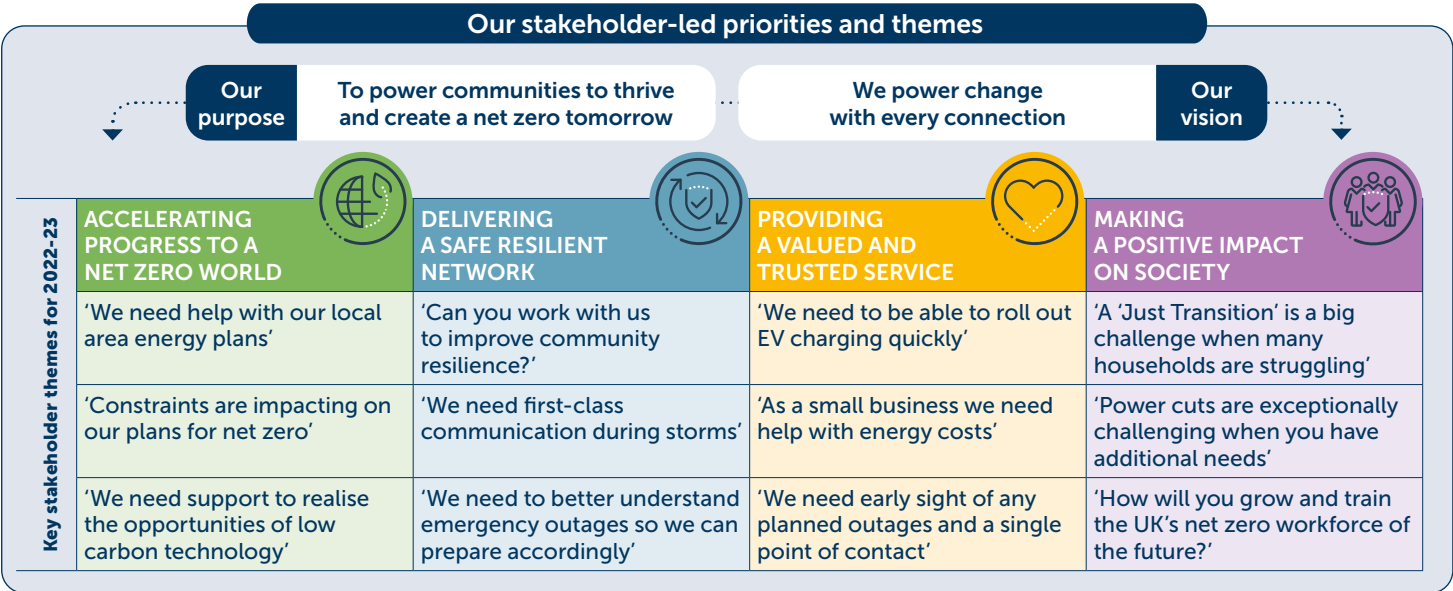 Our stakeholder-led priorities and themes
Our
purpose
To power communities to thrive
and create a net zero tomorrow
We power change
with every connection
Our
vision
Key stakeholder themes for 2022-23
ACCELERATING
PROGRESS TO A
NET ZERO WORLD
DELIVERING
A SAFE RESILIENT
NETWORK
PROVIDING
A VALUED AND
TRUSTED SERVICE
MAKING
A POSITIVE IMPACT
ON SOCIETY
‘We need help with our local
area energy plans’
‘Can you work with us
to improve community
resilience?’
‘We need to be able to roll out
EV charging quickly’
‘A ‘Just Transition’ is a big
challenge when many
households are struggling’
‘Constraints are impacting on
our plans for net zero’
‘We need first-class
communication during storms’
‘As a small business we need
help with energy costs’
‘Power cuts are exceptionally
challenging when you have
additional needs’
‘We need support to realise
the opportunities of low
carbon technology’
‘We need to better understand
emergency outages so we can
prepare accordingly’
‘We need early sight of any
planned outages and a single
point of contact’
‘How will you grow and train
the UK’s net zero workforce of
the future?’